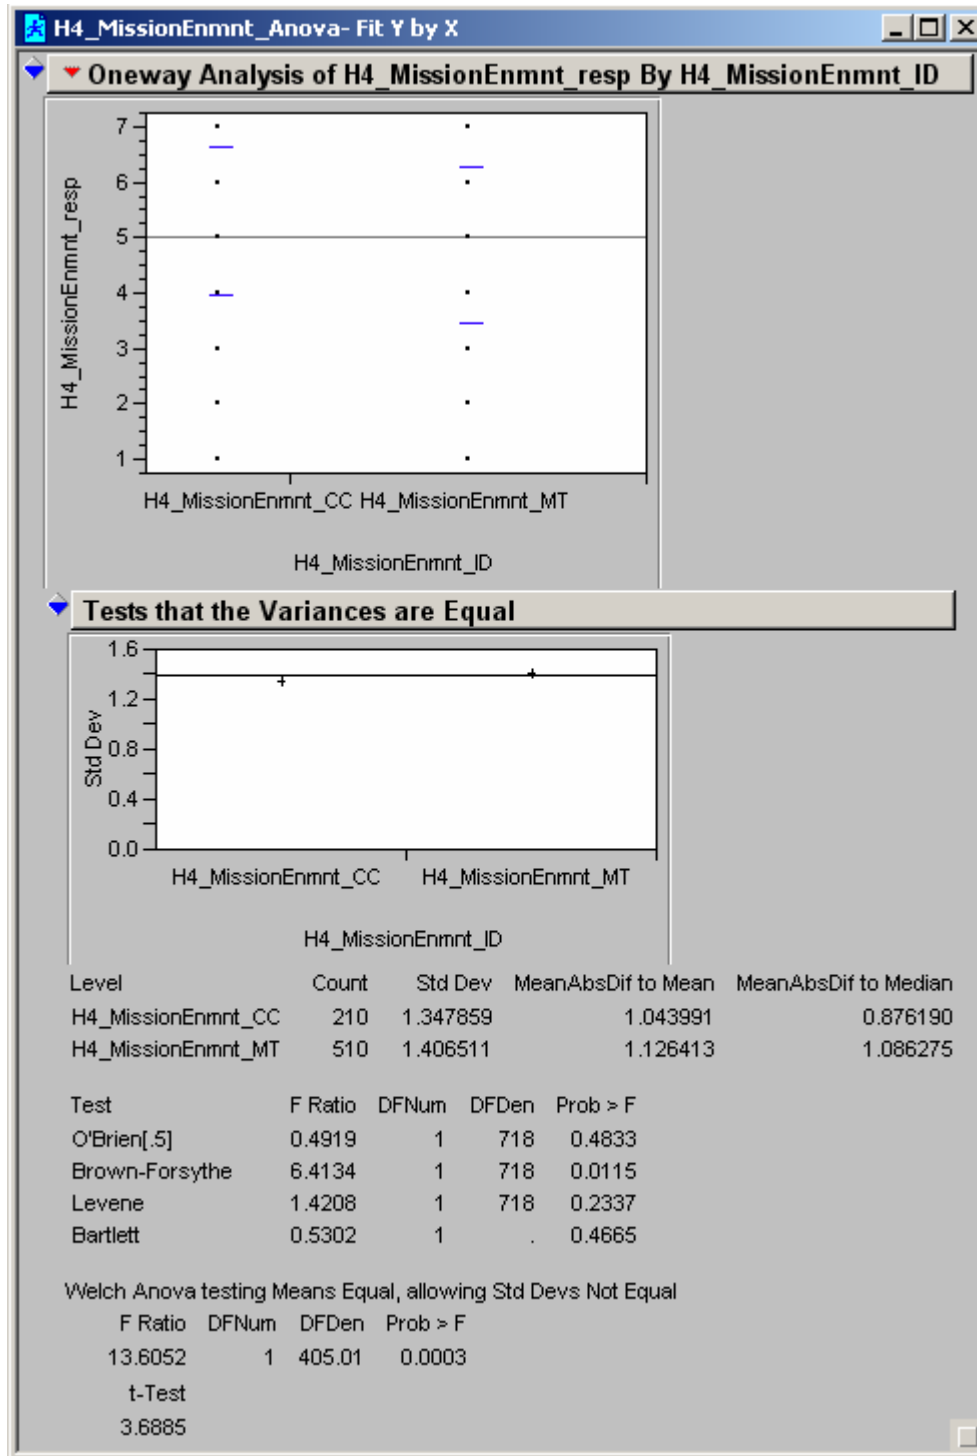 H4_MissionEnmnt_Anova- Fit Y by X
Oneway Analysis of H4_MissionEnmnt_resp By H4_MissionEnmnt_ID
H4_MissionEnmnt_resp
7
6
5
4
3
2
1
H4_MissionEnmnt_CC H4_MissionEnmnt_MT
H4_MissionEnmnt_ID
Tests that the Variances are Equal
Std Dev
1.6
1.2
0.8
0.4
0.0
H4_MissionEnmnt_CC H4_MissionEnmnt_MT
H4_MissionEnmnt_ID
Level Count Std Dev MeanAbsDif to Mean MeanAbsDif to Median
H4_MissionEnmnt_CC 210 1.347859 1.043991 0.876190
H4_MissionEnmnt_MT 510 1.406511 1.126413 1.086275
Test F Ratio DFNum DFDen Prob > F
O'Brien[.5] 0.4919 1 718 0.4833
Brown-Forsythe 6.4134 1 718 0.0115
Levene 1.4208 1 718 0.2337
Bartlett 0.5302 1 . 0.4665
Welch Anova testing Means Equal, allowing Std Devs Not Equal
F Ratio DFNum DFDen Prob > F
13.6052 1 405.01 0.0003
t-Test
3.6885